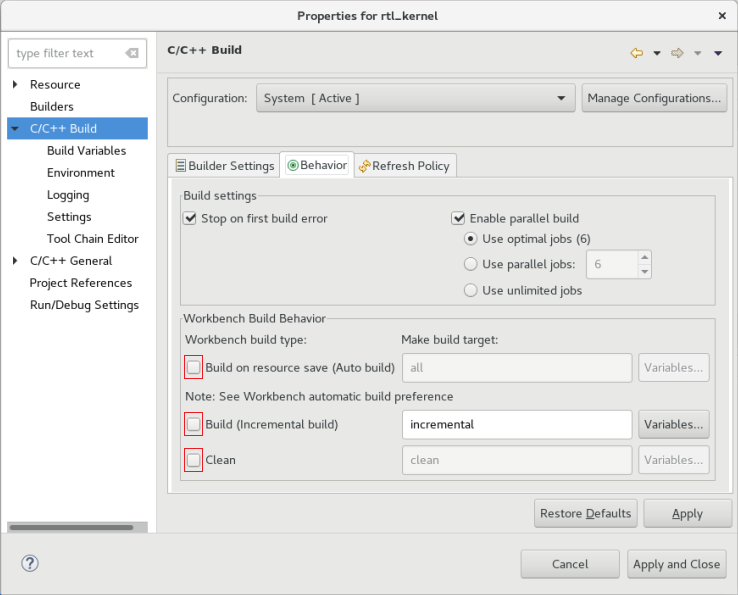 Properties for rtl_kernel
type filter text
Resource
Builders
C/C++ Build
Build Variables
Environment
Logging
Settings
Tool Chain Editor
C/C++ General
Project References
Run/Debug Settings
C/C++ Build
Configuration: System [ Active ] Manage Configurations...
Builder Settings Behavior Refresh Policy
Build settings
Stop on first build error Enable parallel build
Use optimal jobs (6)
Use parallel jobs: 6
Use unlimited jobs
Workbench Build Behavior
Workbench build type: Make build target:
Build on resource save (Auto build) all Variables...
Note: See Workbench automatic build preference
Build (Incremental build) incremental Variables...
Clean clean Variables...
Restore Defaults Apply
? Cancel Apply and Close